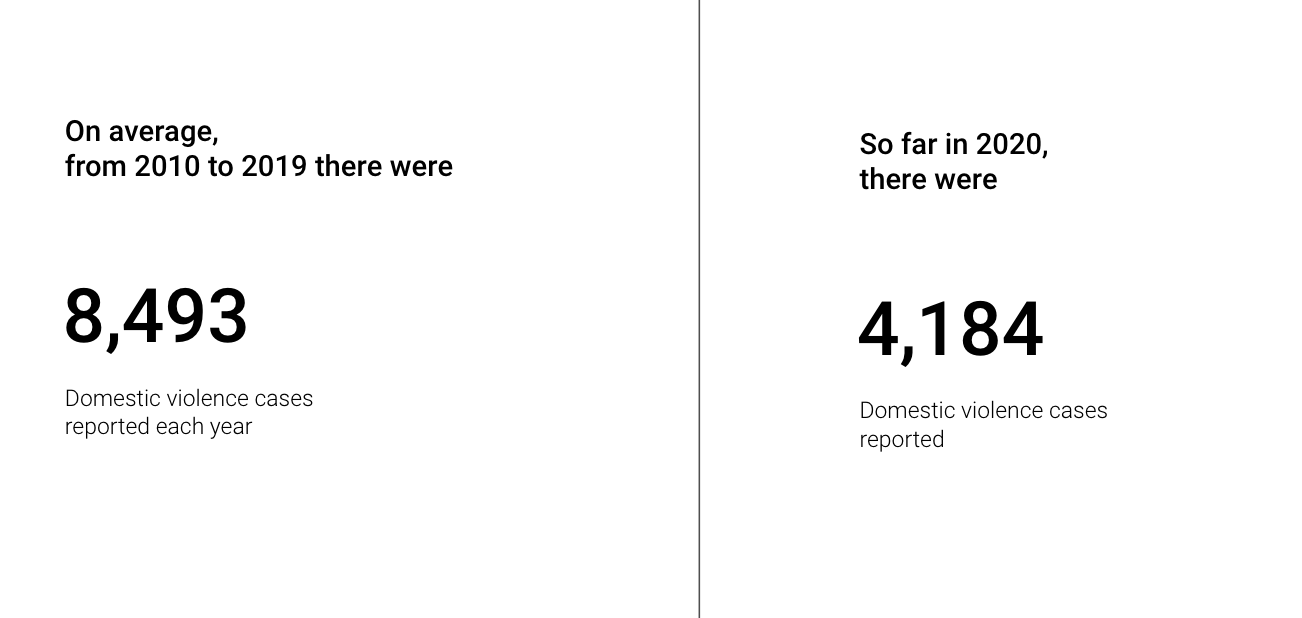 On average,
from 2010 to 2019 there were
8,493
Domestic violence cases
reported each year
So far in 2020,
there were
4,184
Domestic violence cases
reported